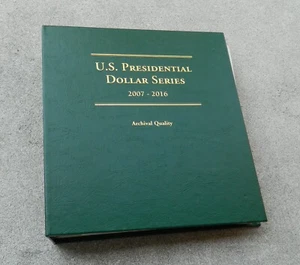 U.S. Presidential
Dollar Series
2007 - 2016
Archival Quality